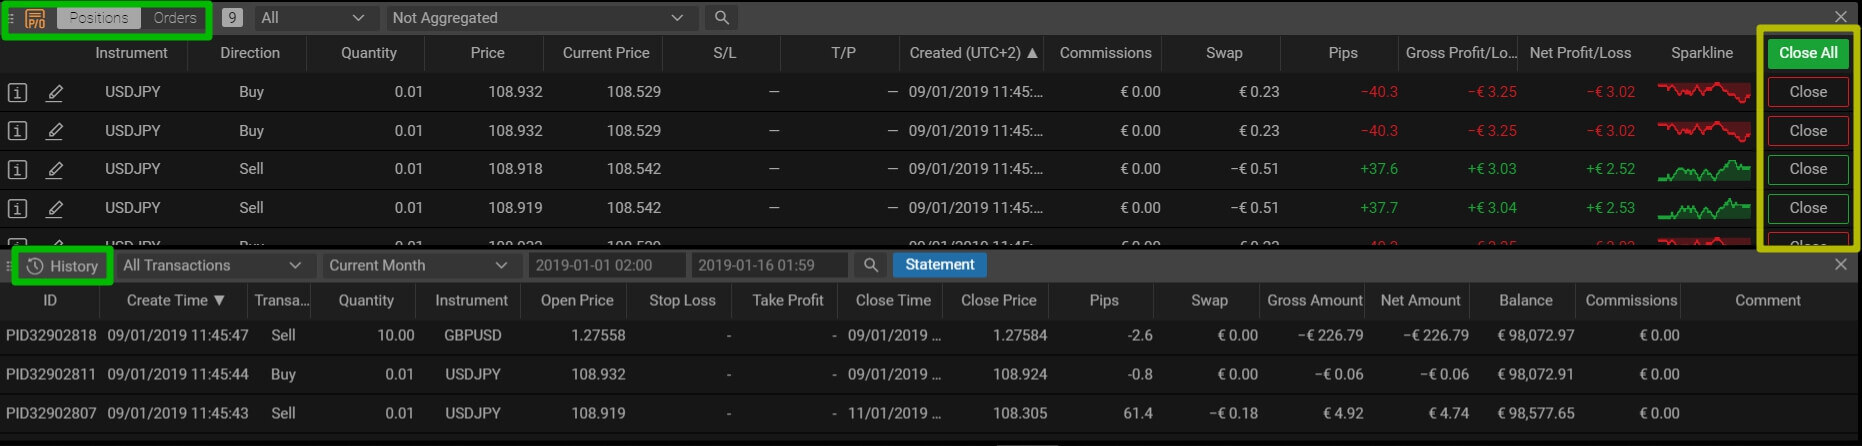 P/O Positions Orders 9 All Not Aggregated
Instrument Direction Quantity Price Current Price S/L T/P Created (UTC+2) ▲ Commissions Swap Pips Gross Profit/Lo... Net Profit/Loss Sparkline Close All
i USDJPY Buy 0.01 108.932 108.529 – – 09/01/2019 11:45:... € 0.00 € 0.23 −40.3 −€ 3.25 −€ 3.02 Close
i USDJPY Buy 0.01 108.932 108.529 – – 09/01/2019 11:45:... € 0.00 € 0.23 −40.3 −€ 3.25 −€ 3.02 Close
i USDJPY Sell 0.01 108.918 108.542 – – 09/01/2019 11:45:... € 0.00 −€ 0.51 +37.6 +€ 3.03 +€ 2.52 Close
i USDJPY Sell 0.01 108.919 108.542 – – 09/01/2019 11:45:... € 0.00 −€ 0.51 +37.7 +€ 3.04 +€ 2.53 Close
History All Transactions Current Month 2019-01-01 02:00 2019-01-16 01:59 Statement
ID Create Time ▼ Transa... Quantity Instrument Open Price Stop Loss Take Profit Close Time Close Price Pips Swap Gross Amount Net Amount Balance Commissions Comment
PID32902818 09/01/2019 11:45:47 Sell 10.00 GBPUSD 1.27558 - - 09/01/2019 ... 1.27584 -2.6 € 0.00 −€ 226.79 −€ 226.79 € 98,072.97 € 0.00
PID32902811 09/01/2019 11:45:44 Buy 0.01 USDJPY 108.932 - - 09/01/2019 ... 108.924 -0.8 € 0.00 −€ 0.06 −€ 0.06 € 98,072.91 € 0.00
PID32902807 09/01/2019 11:45:43 Sell 0.01 USDJPY 108.919 - - 11/01/2019 ... 108.305 61.4 −€ 0.18 € 4.92 € 4.74 € 98,577.65 € 0.00